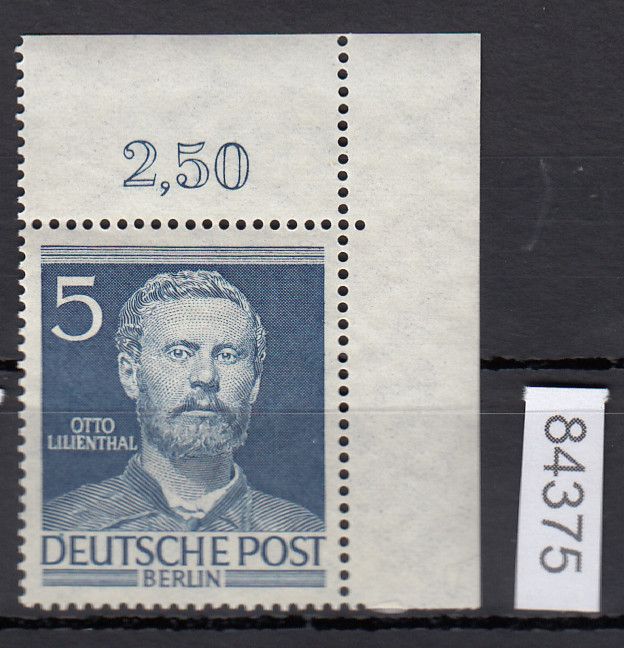 2,50
5
OTTO
LILIENTHAL
DEUTSCHE POST
BERLIN
84375